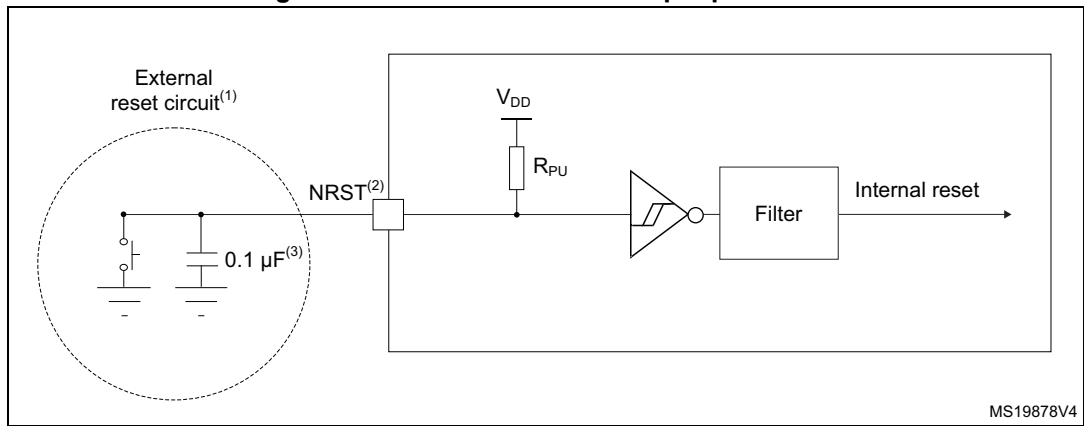 External
reset circuit(1)
VDD
RPU
NRST(2)
Filter
Internal reset
0.1 µF(3)
MS19878V4